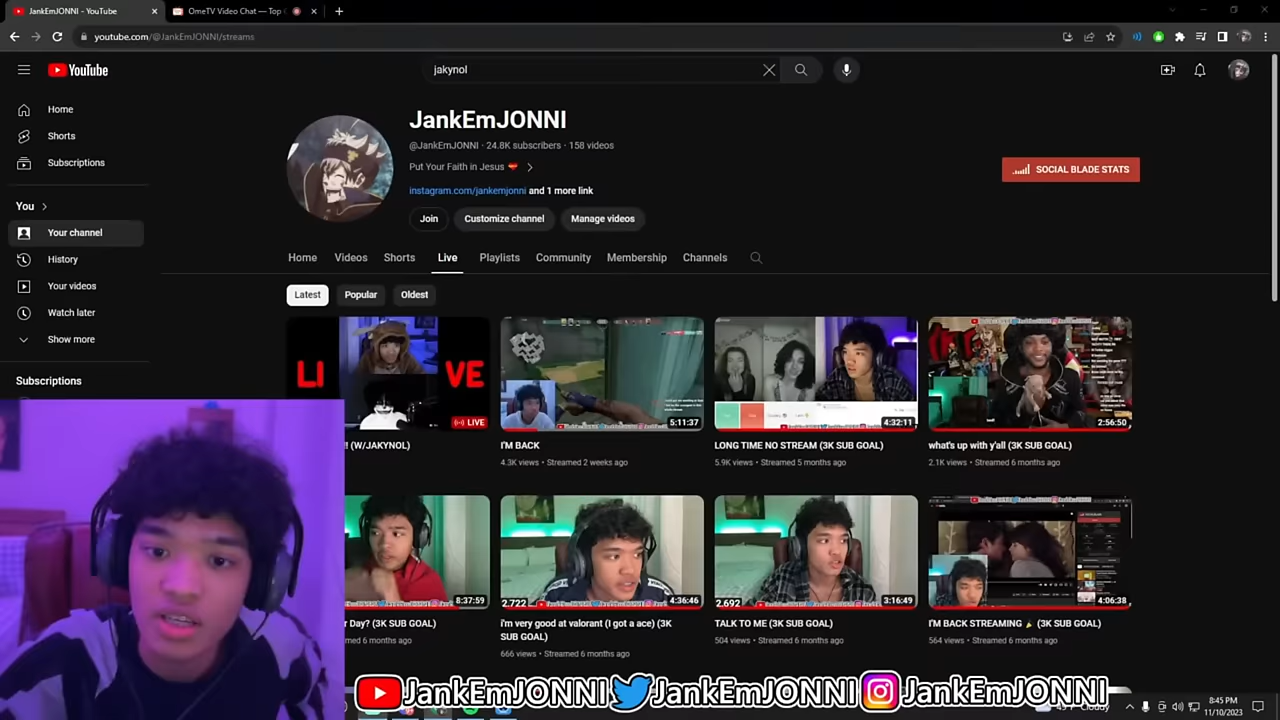 JankEmJONNI - YouTube
OmeTV Video Chat — Top
youtube.com/@JankEmJONNI/streams
YouTube
jakynol
Home
Shorts
Subscriptions
You
Your channel
History
Your videos
Watch later
Show more
Subscriptions
JankEmJONNI
@JankEmJONNI · 24.8K subscribers · 158 videos
Put Your Faith in Jesus ❤️
instagram.com/jankemjonni and 1 more link
Join
Customize channel
Manage videos
SOCIAL BLADE STATS
Home
Videos
Shorts
Live
Playlists
Community
Membership
Channels
Latest
Popular
Oldest
LI VE
LIVE
5:11:37
4:32:11
2:56:50
(W/JAKYNOL)
I'M BACK
4.3K views • Streamed 2 weeks ago
LONG TIME NO STREAM (3K SUB GOAL)
5.9K views • Streamed 5 months ago
what's up with y'all (3K SUB GOAL)
2.1K views • Streamed 6 months ago
8:37:59
2,722
4:36:46
2,692
3:16:49
4:06:38
r Day? (3K SUB GOAL)
Streamed 6 months ago
i'm very good at valorant (I got a ace) (3K
SUB GOAL)
666 views • Streamed 6 months ago
TALK TO ME (3K SUB GOAL)
504 views • Streamed 6 months ago
I'M BACK STREAMING 🎉 (3K SUB GOAL)
564 views • Streamed 6 months ago
JankEmJONNI JankEmJONNI JankEmJONNI
8:45 PM
11/10/2023